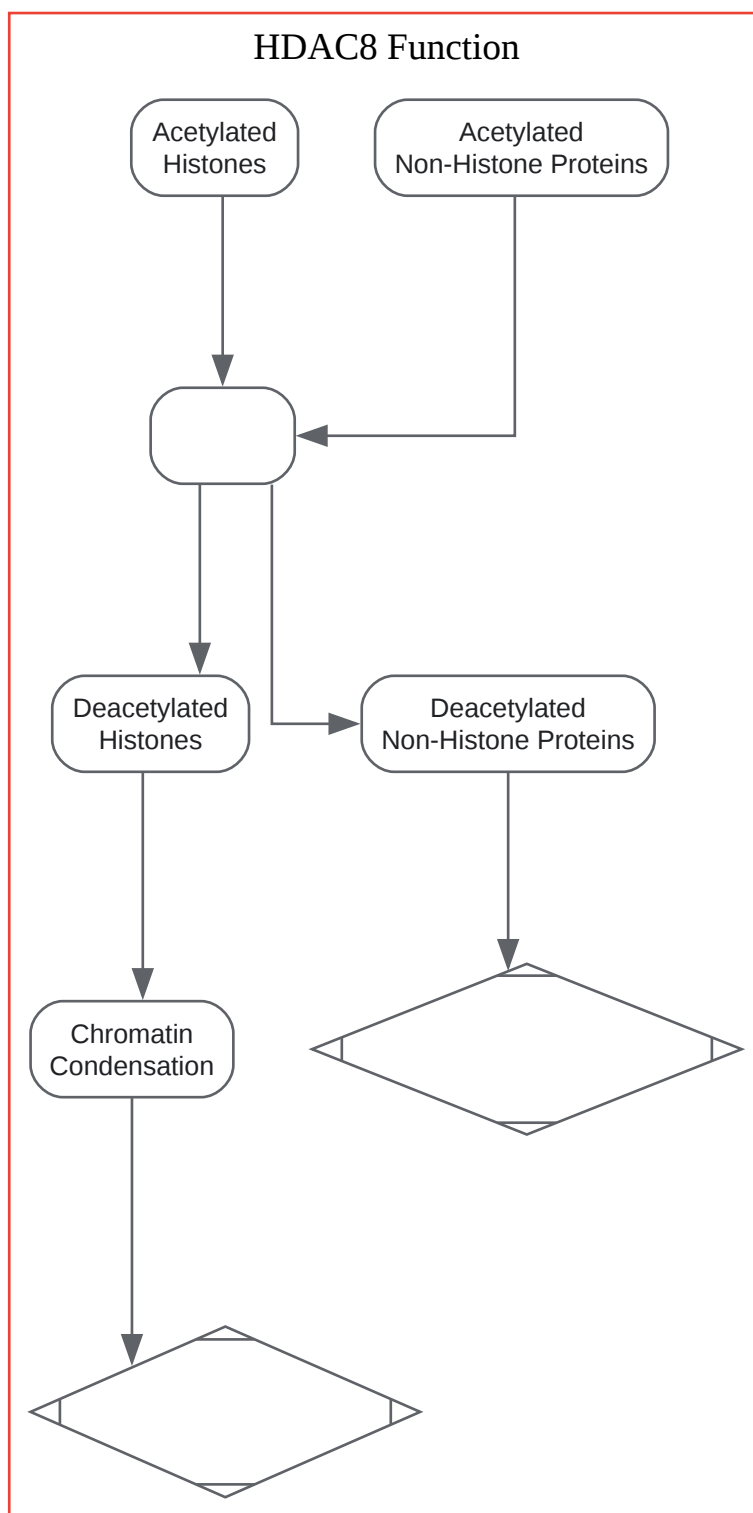 HDAC8 Function
Acetylated
Histones
Acetylated
Non-Histone Proteins
Deacetylated
Histones
Deacetylated
Non-Histone Proteins
Chromatin
Condensation